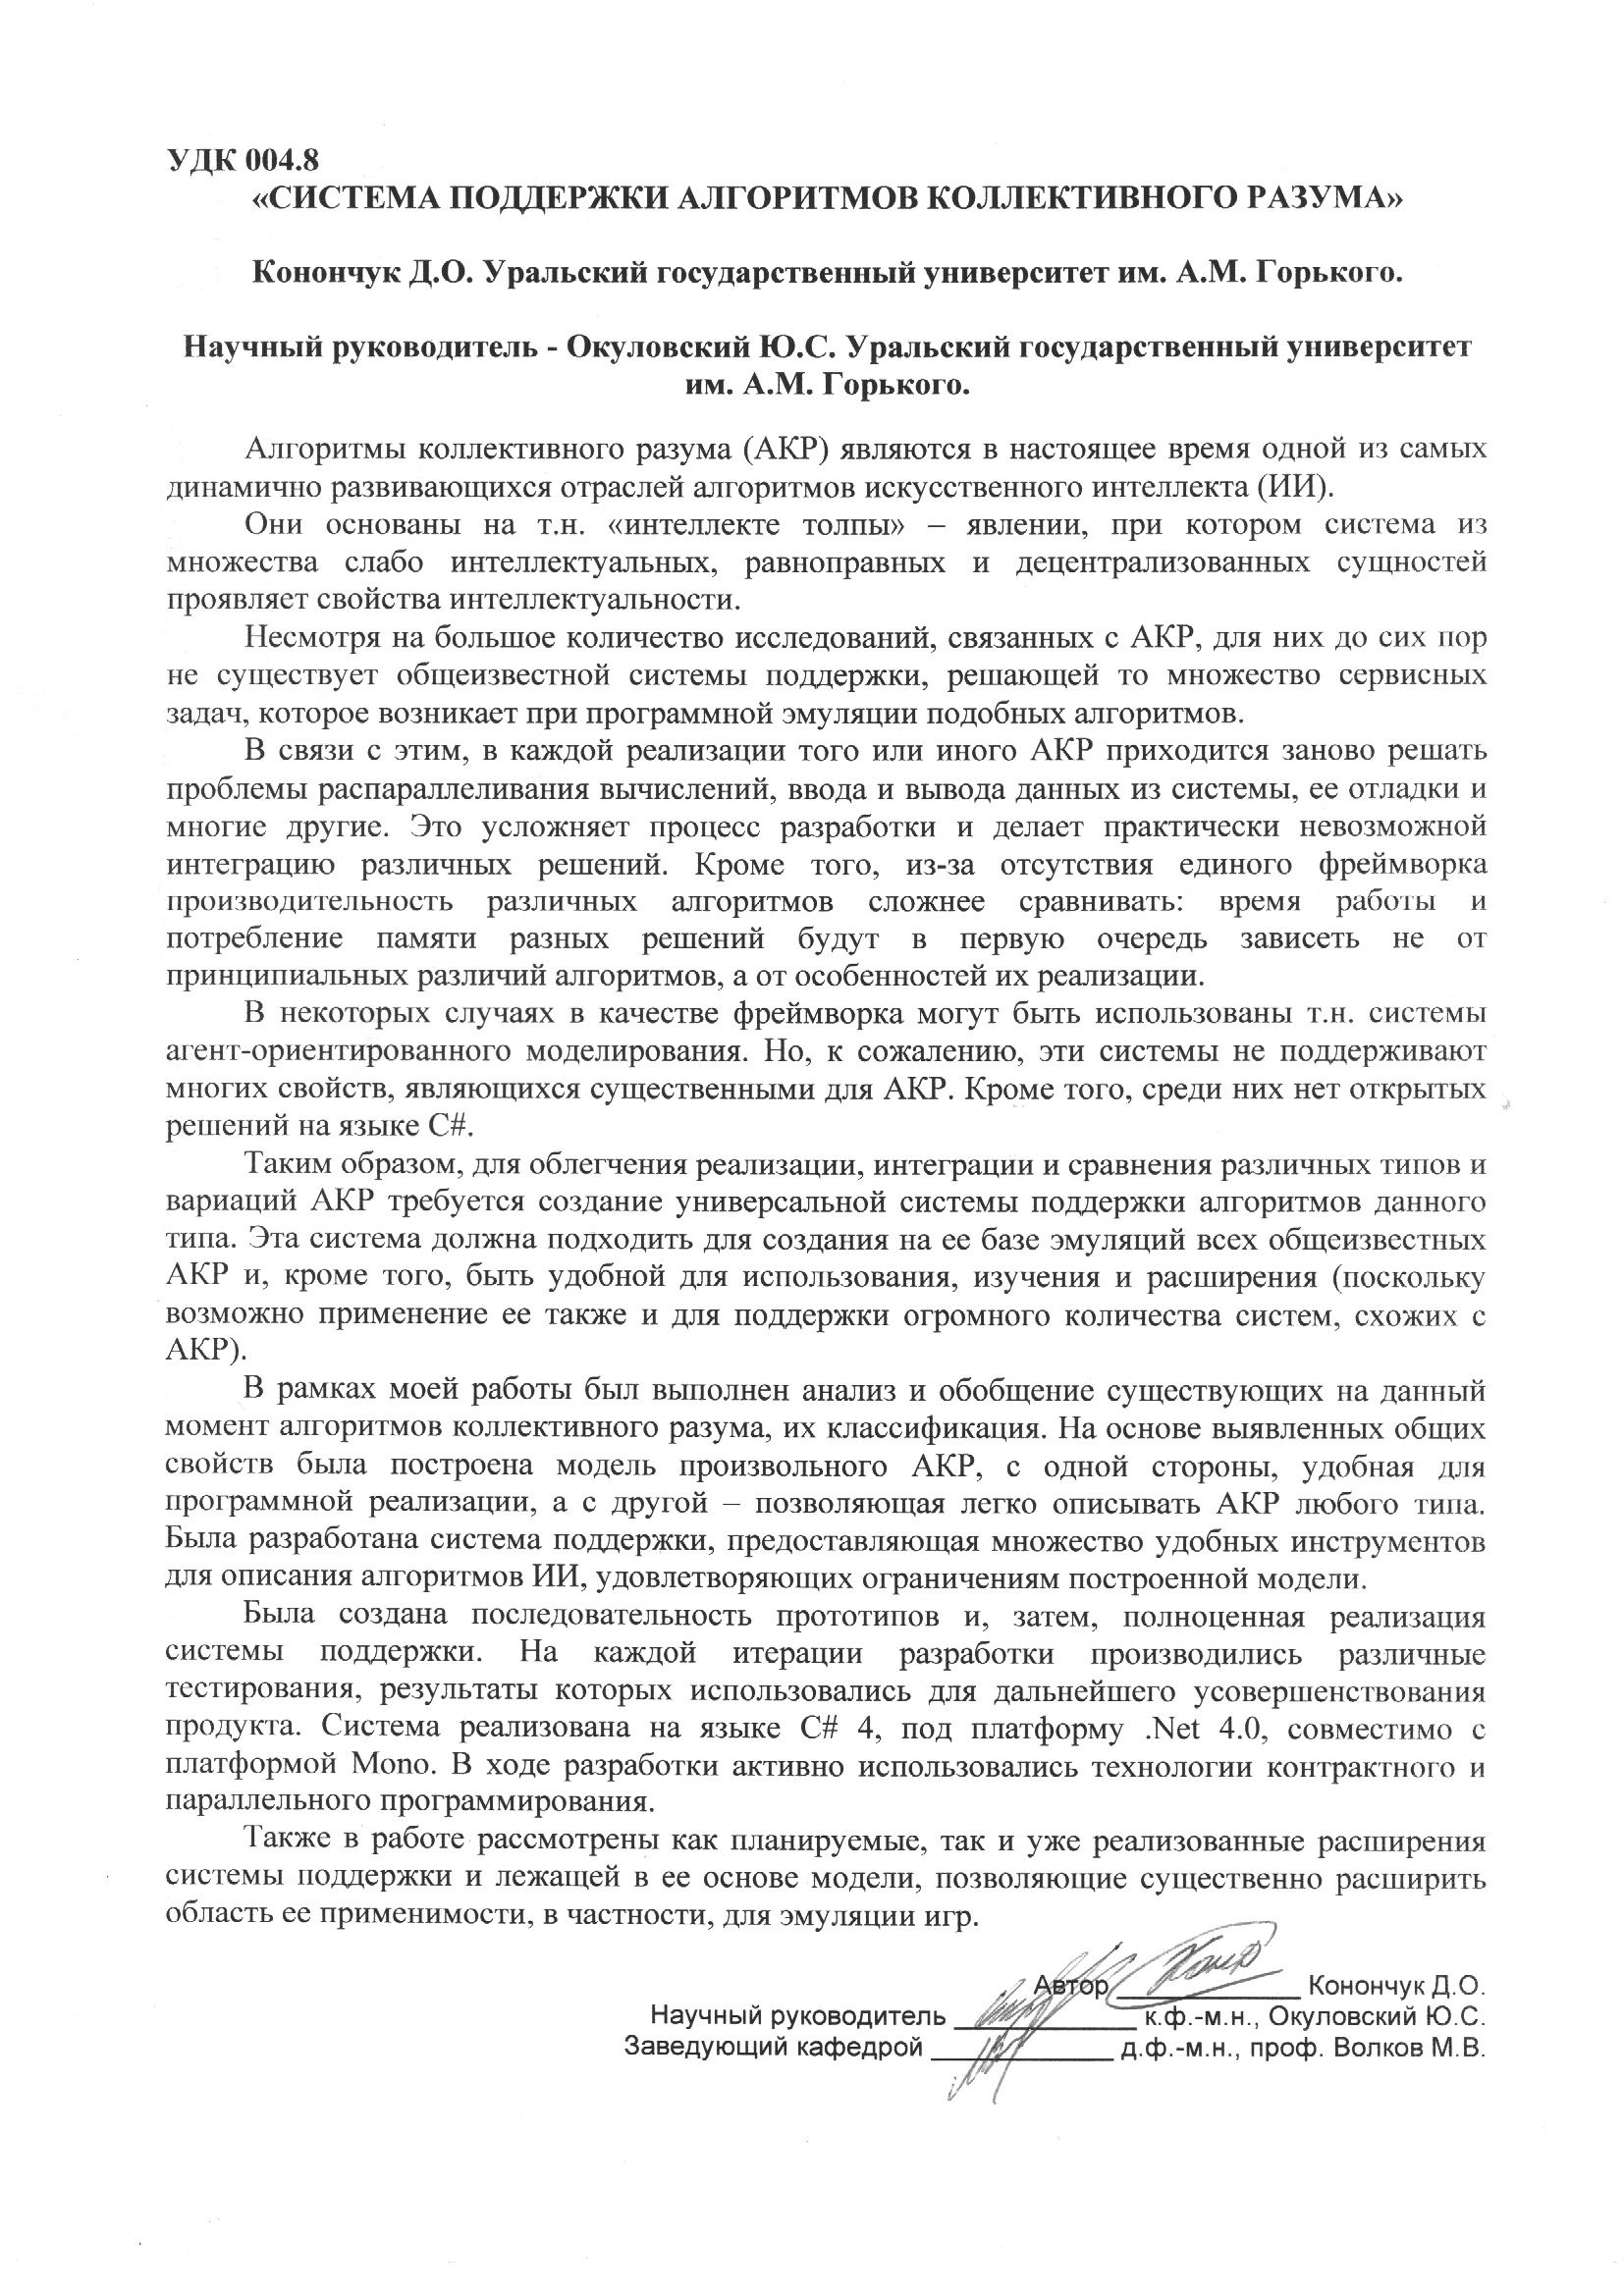 УДК 004.8
«СИСТЕМА ПОДДЕРЖКИ АЛГОРИТМОВ КОЛЛЕКТИВНОГО РАЗУМА»
Конончук Д.О. Уральский государственный университет им. А.М. Горького.
Научный руководитель - Окуловский Ю.С. Уральский государственный университет
им. А.М. Горького.
Алгоритмы коллективного разума (АКР) являются в настоящее время одной из самых
динамично развивающихся отраслей алгоритмов искусственного интеллекта (ИИ).
Они основаны на т.н. «интеллекте толпы» – явлении, при котором система из
множества слабо интеллектуальных, равноправных и децентрализованных сущностей
проявляет свойства интеллектуальности.
Несмотря на большое количество исследований, связанных с АКР, для них до сих пор
не существует общеизвестной системы поддержки, решающей то множество сервисных
задач, которое возникает при программной эмуляции подобных алгоритмов.
В связи с этим, в каждой реализации того или иного АКР приходится заново решать
проблемы распараллеливания вычислений, ввода и вывода данных из системы, ее отладки и
многие другие. Это усложняет процесс разработки и делает практически невозможной
интеграцию различных решений. Кроме того, из-за отсутствия единого фреймворка
производительность различных алгоритмов сложнее сравнивать: время работы и
потребление памяти разных решений будут в первую очередь зависеть не от
принципиальных различий алгоритмов, а от особенностей их реализации.
В некоторых случаях в качестве фреймворка могут быть использованы т.н. системы
агент-ориентированного моделирования. Но, к сожалению, эти системы не поддерживают
многих свойств, являющихся существенными для АКР. Кроме того, среди них нет открытых
решений на языке C#.
Таким образом, для облегчения реализации, интеграции и сравнения различных типов и
вариаций АКР требуется создание универсальной системы поддержки алгоритмов данного
типа. Эта система должна подходить для создания на ее базе эмуляций всех общеизвестных
АКР и, кроме того, быть удобной для использования, изучения и расширения (поскольку
возможно применение ее также и для поддержки огромного количества систем, схожих с
АКР).
В рамках моей работы был выполнен анализ и обобщение существующих на данный
момент алгоритмов коллективного разума, их классификация. На основе выявленных общих
свойств была построена модель произвольного АКР, с одной стороны, удобная для
программной реализации, а с другой – позволяющая легко описывать АКР любого типа.
Была разработана система поддержки, предоставляющая множество удобных инструментов
для описания алгоритмов ИИ, удовлетворяющих ограничениям построенной модели.
Была создана последовательность прототипов и, затем, полноценная реализация
системы поддержки. На каждой итерации разработки производились различные
тестирования, результаты которых использовались для дальнейшего усовершенствования
продукта. Система реализована на языке C# 4, под платформу .Net 4.0, совместимо с
платформой Mono. В ходе разработки активно использовались технологии контрактного и
параллельного программирования.
Также в работе рассмотрены как планируемые, так и уже реализованные расширения
системы поддержки и лежащей в ее основе модели, позволяющие существенно расширить
область ее применимости, в частности, для эмуляции игр.
Автор ____________ Конончук Д.О.
Научный руководитель ____________ к.ф.-м.н., Окуловский Ю.С.
Заведующий кафедрой ____________ д.ф.-м.н., проф. Волков М.В.